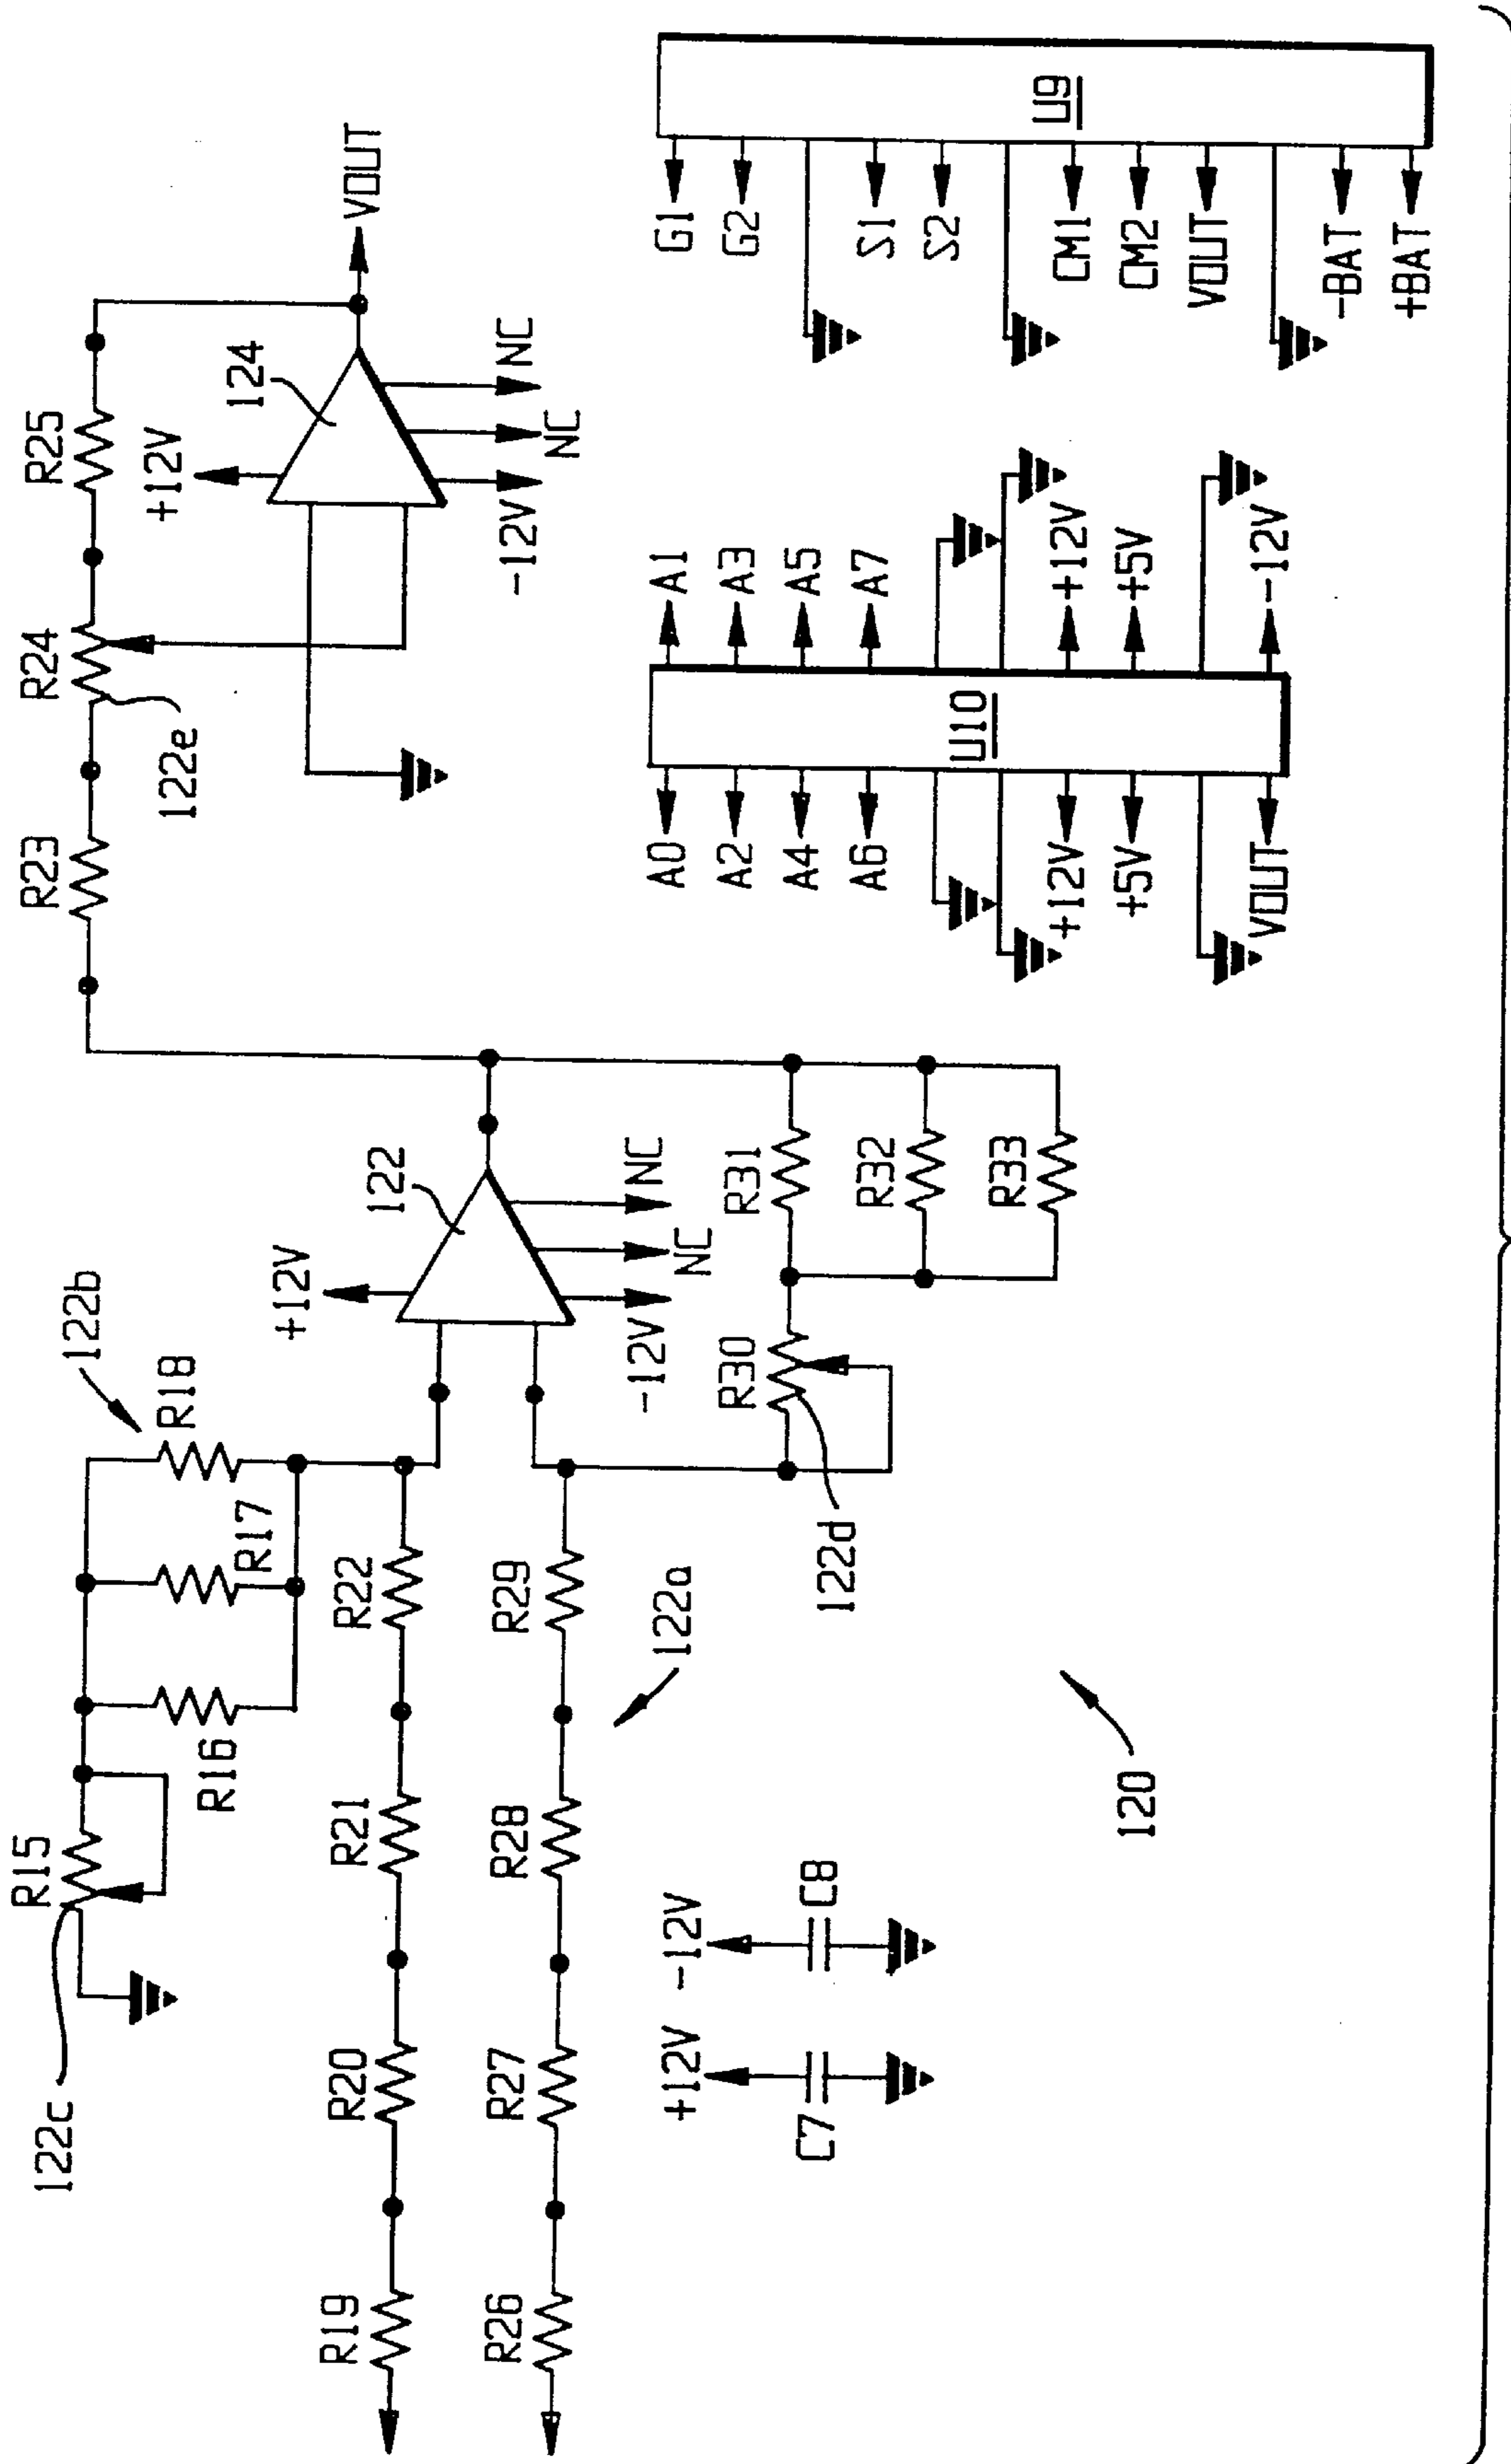 122c
R15
R16
R17
R18
122b
R19
R20
R21
R22
R26
R27
R28
R29
122a
+12V
122
-12V
NC
NC
R30
122d
R31
R32
R33
R23
R24
122e
R25
+12V
124
-12V
NC
NC
VOUT
+12V
-12V
C7
C8
120
A0
A2
A4
A6
+12V
+5V
VOUT
U10
A1
A3
A5
A7
+12V
+5V
-12V
G1
G2
S1
S2
CM1
CM2
VOUT
-BAT
+BAT
U9